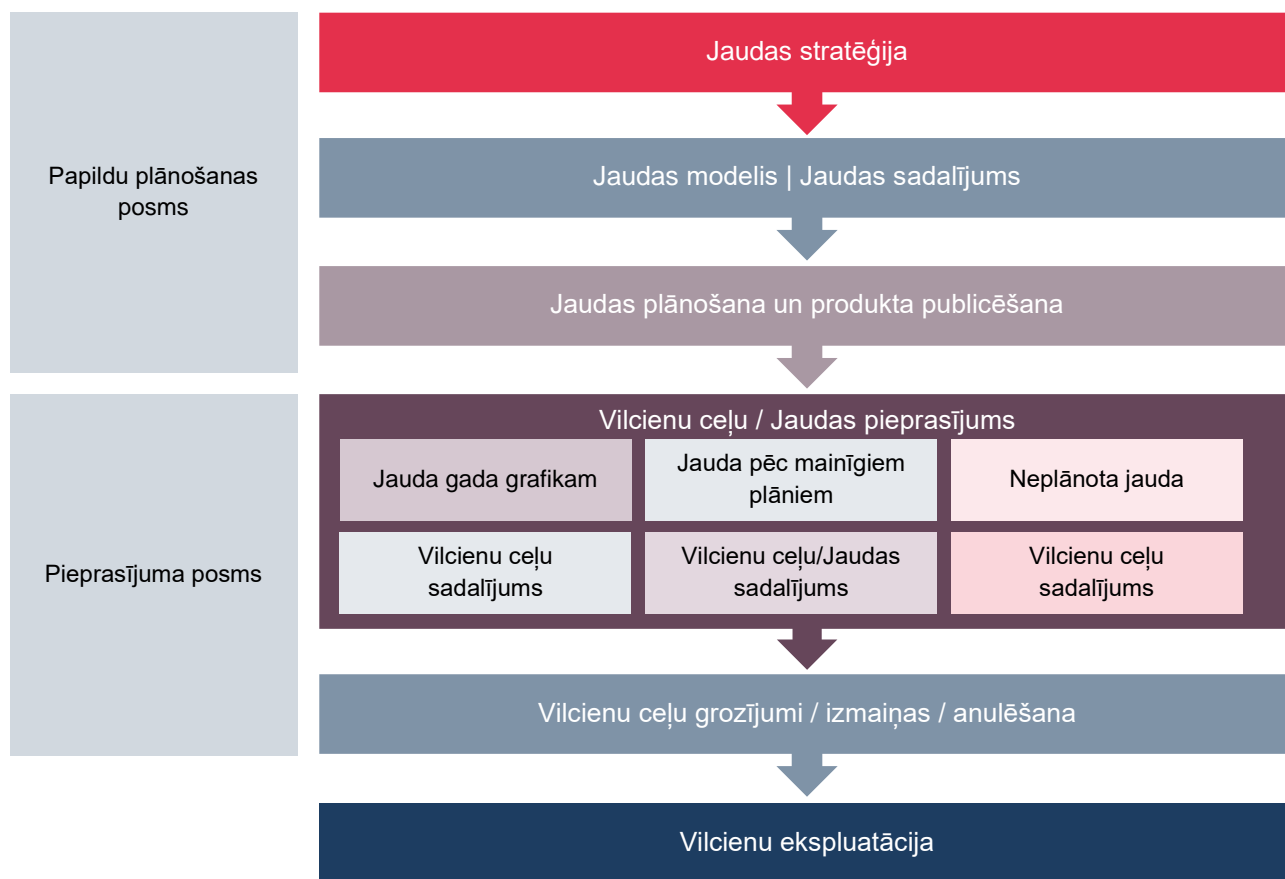 Papildu plānošanas
posms
Jaudas stratēģija
Jaudas modelis | Jaudas sadalījums
Jaudas plānošana un produkta publicēšana
Pieprasījuma posms
Vilcienu ceļu / Jaudas pieprasījums
Jauda gada grafikam
Jauda pēc mainīgiem
plāniem
Neplānota jauda
Vilcienu ceļu
sadalījums
Vilcienu ceļu/Jaudas
sadalījums
Vilcienu ceļu
sadalījums
Vilcienu ceļu grozījumi / izmaiņas / anulēšana
Vilcienu ekspluatācija